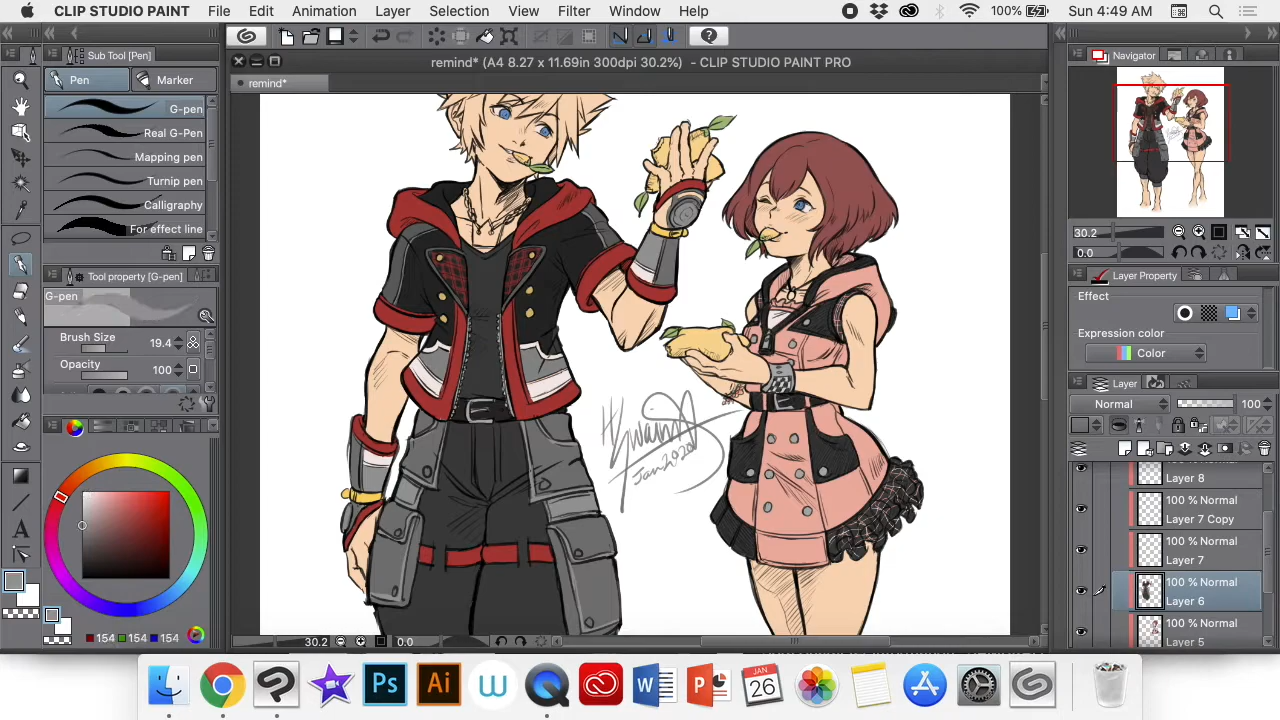 CLIP STUDIO PAINT File Edit Animation Layer Selection View Filter Window Help 100% Sun 4:49 AM
remind* (A4 8.27 x 11.69in 300dpi 30.2%) - CLIP STUDIO PAINT PRO
remind*
Sub Tool [Pen]
Pen
Marker
G-pen
Real G-Pen
Mapping pen
Turnip pen
Calligraphy
For effect line
Tool property [G-pen]
G-pen
Brush Size 19.4
Opacity 100
154 154 154
A
Jan 2020
30.2 0.0
Navigator
30.2
0.0
Layer Property
Effect
Expression color
Color
Layer
Normal 100
Layer 8
100 % Normal
Layer 7 Copy
100 % Normal
Layer 7
100 % Normal
Layer 6
100 % Normal
Layer 5
Ps Ai W W P JAN 26